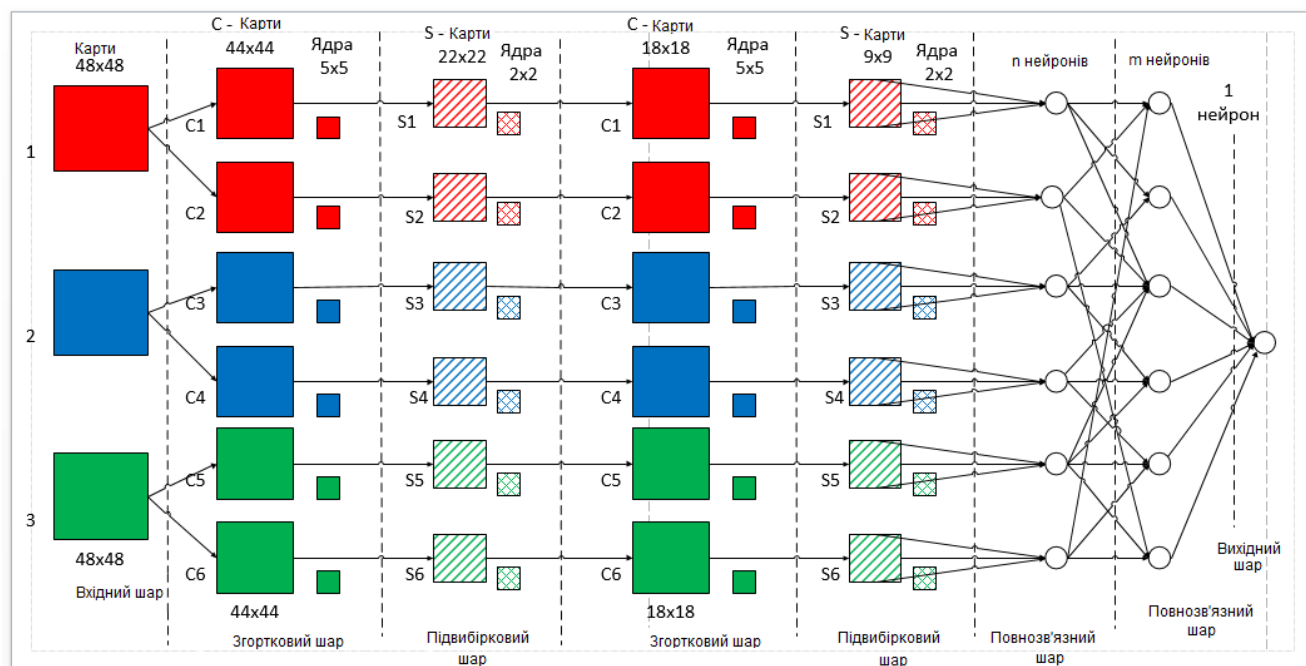 Карти
48x48
C - Карти
44x44
Ядра
5x5
S - Карти
22x22
Ядра
2x2
C - Карти
18x18
Ядра
5x5
S - Карти
9x9
Ядра
2x2
n нейронів
m нейронів
1
нейрон
1
C1
S1
C1
S1
C2
S2
C2
S2
2
C3
S3
C3
S3
C4
S4
C4
S4
3
C5
S5
C5
S5
C6
S6
C6
S6
48x48
44x44
18x18
Вхідний шар
Згортковий шар
Підвибірковий
шар
Згортковий шар
Підвибірковий
шар
Повнозв'язний
шар
Повнозв'язний
шар
Вихідний
шар